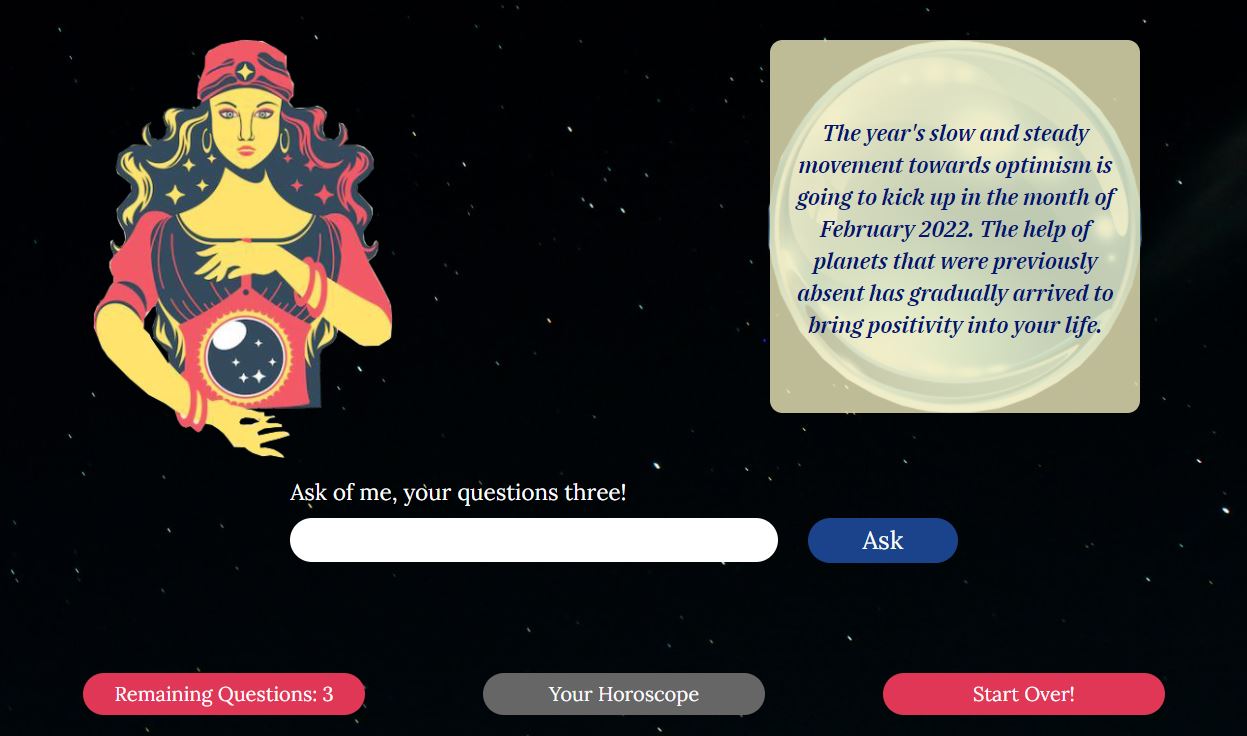 The year's slow and steady
movement towards optimism is
going to kick up in the month of
February 2022. The help of
planets that were previously
absent has gradually arrived to
bring positivity into your life.
Ask of me, your questions three!
Ask
Remaining Questions: 3
Your Horoscope
Start Over!